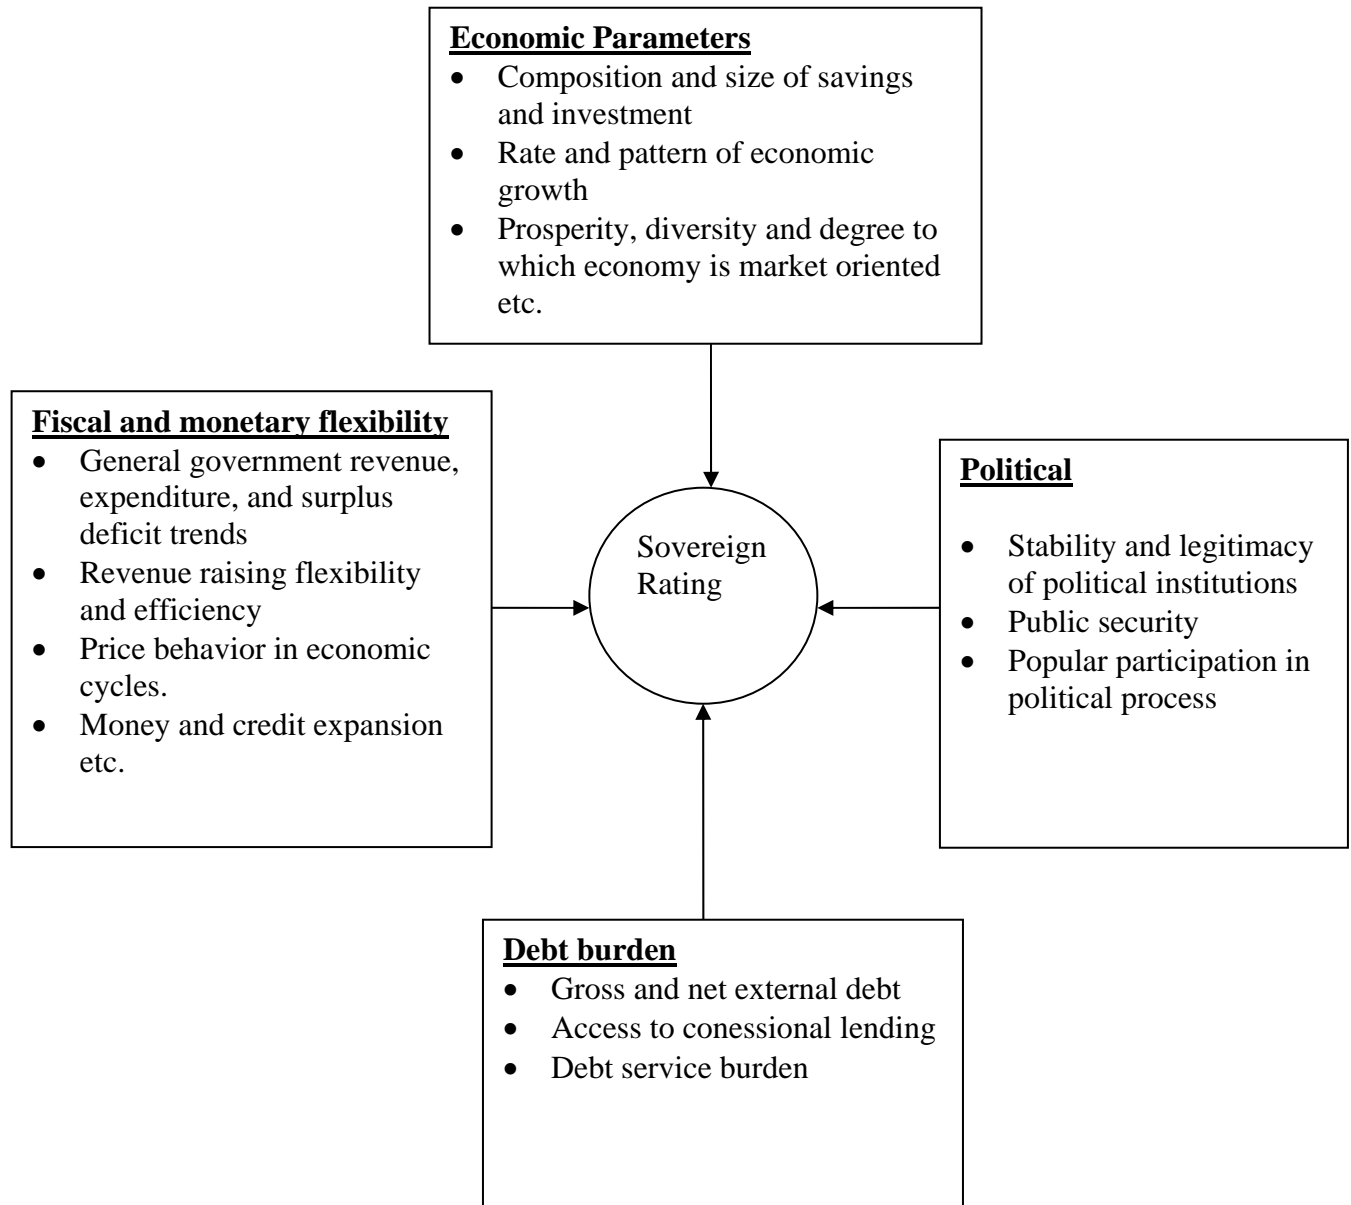 Economic Parameters
• Composition and size of savings
and investment
• Rate and pattern of economic
growth
• Prosperity, diversity and degree to
which economy is market oriented
etc.
Fiscal and monetary flexibility
• General government revenue,
expenditure, and surplus
deficit trends
• Revenue raising flexibility
and efficiency
• Price behavior in economic
cycles.
• Money and credit expansion
etc.
Sovereign
Rating
Political
• Stability and legitimacy
of political institutions
• Public security
• Popular participation in
political process
Debt burden
• Gross and net external debt
• Access to conessional lending
• Debt service burden